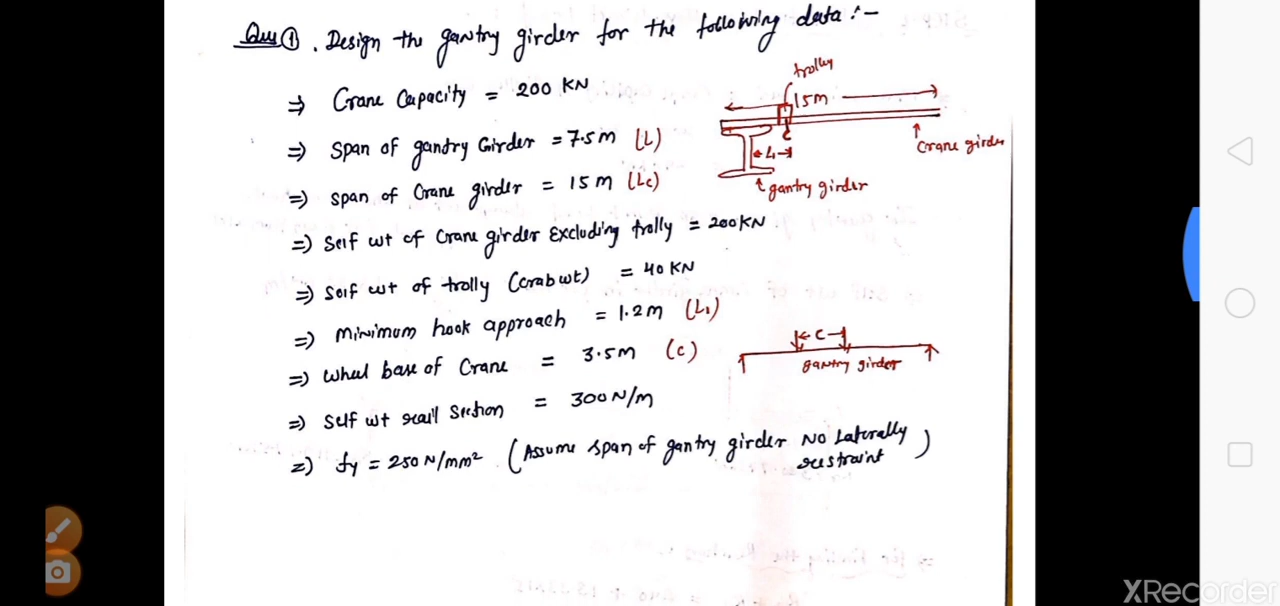 Que ①. Design the gantry girder for the following data:-
⇒ Crane Capacity = 200 KN
⇒ Span of gandry Girder = 7.5 m (L)
⇒ span of Crane girder = 15 m (Lc)
⇒ Self wt of Crane girder Excluding trolly = 200 KN
⇒ Self wt of trolly (crab wt) = 40 KN
⇒ Minimum hook approach = 1.2 m (L1)
⇒ Wheel base of Crane = 3.5 m (C)
⇒ Self wt rail Section = 300 N/m
⇒ fy = 250 N/mm² (Assume span of gantry girder NO Laterally restraint)
trolly
15 m
C
L1
Crane girder
gantry girder
C
gantry girder
XRecorder